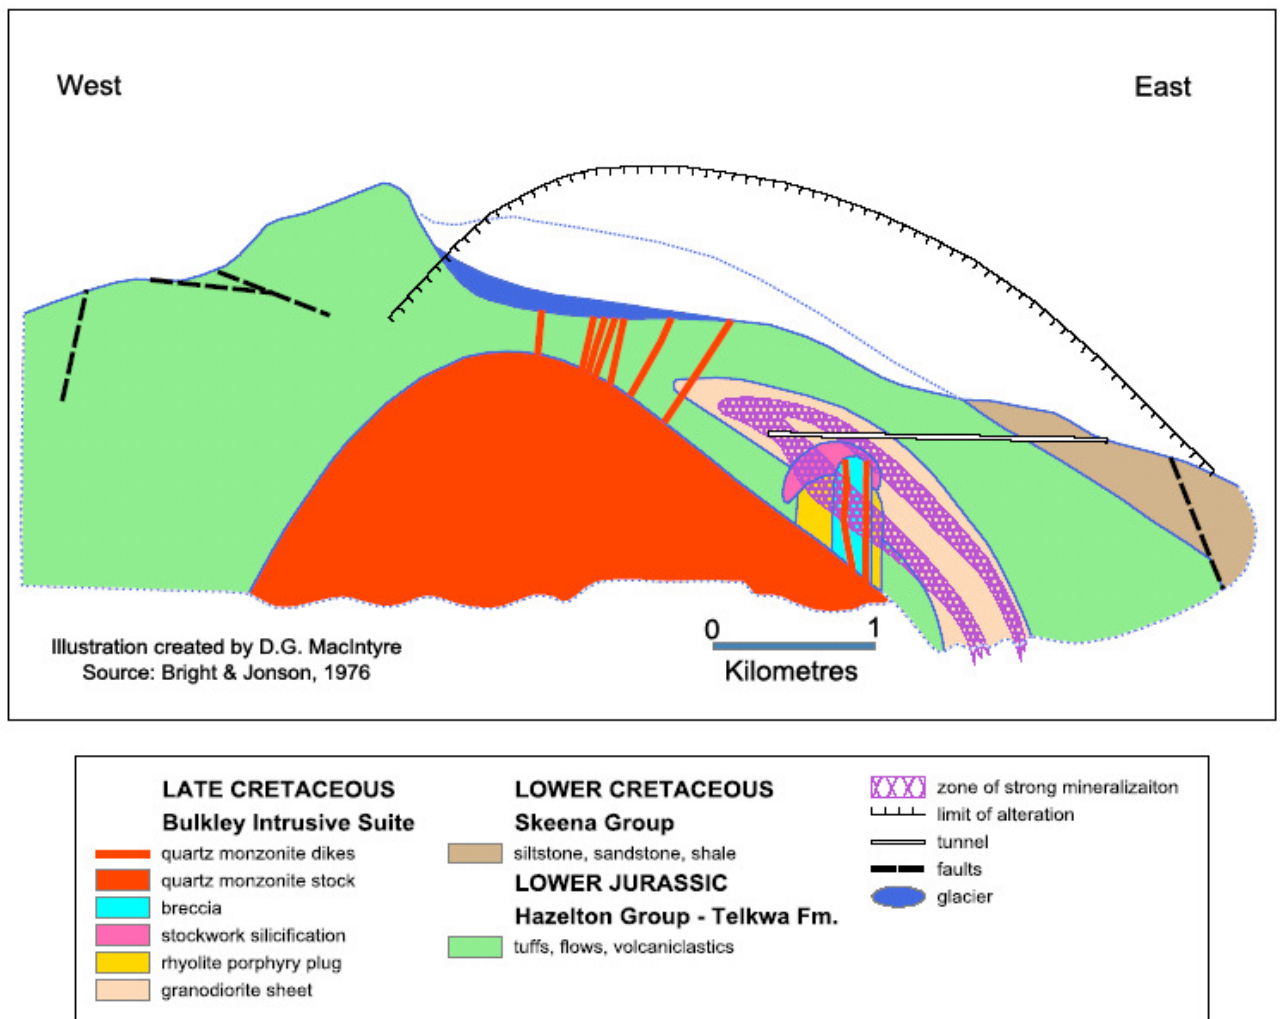 West
East
Illustration created by D.G. MacIntyre
Source: Bright & Jonson, 1976
0 1
Kilometres
LATE CRETACEOUS
Bulkley Intrusive Suite
quartz monzonite dikes
quartz monzonite stock
breccia
stockwork silicification
rhyolite porphyry plug
granodiorite sheet
LOWER CRETACEOUS
Skeena Group
siltstone, sandstone, shale
LOWER JURASSIC
Hazelton Group - Telkwa Fm.
tuffs, flows, volcaniclastics
zone of strong mineralizaiton
limit of alteration
tunnel
faults
glacier